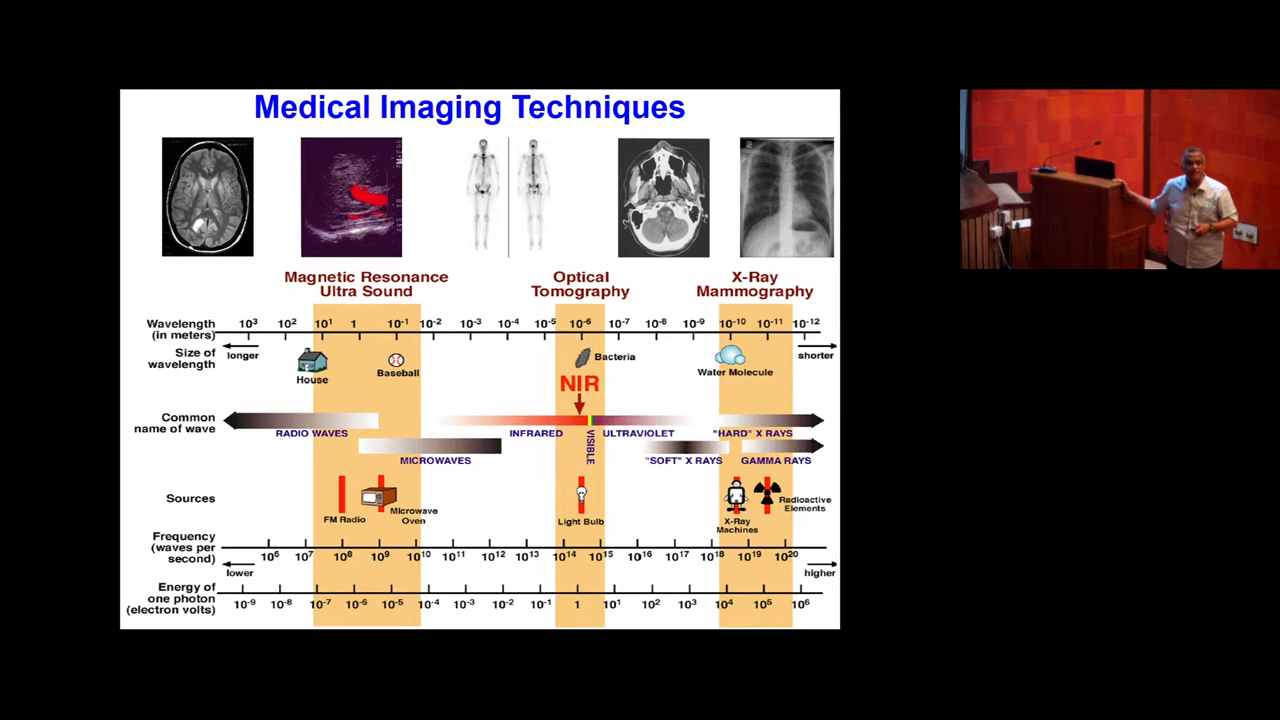 Medical Imaging Techniques
Magnetic Resonance
Ultra Sound
Optical
Tomography
X-Ray
Mammography
Wavelength
(in meters)
10³ 10² 10¹ 1 10⁻¹ 10⁻² 10⁻³ 10⁻⁴ 10⁻⁵ 10⁻⁶ 10⁻⁷ 10⁻⁸ 10⁻⁹ 10⁻¹⁰ 10⁻¹¹ 10⁻¹²
Size of
wavelength
longer
shorter
House
Baseball
Bacteria
Water Molecule
NIR
Common
name of wave
RADIO WAVES
INFRARED
VISIBLE
ULTRAVIOLET
"HARD" X RAYS
MICROWAVES
"SOFT" X RAYS
GAMMA RAYS
Sources
FM Radio
Microwave
Oven
Light Bulb
X-Ray
Machines
Radioactive
Elements
Frequency
(waves per
second)
10⁶ 10⁷ 10⁸ 10⁹ 10¹⁰ 10¹¹ 10¹² 10¹³ 10¹⁴ 10¹⁵ 10¹⁶ 10¹⁷ 10¹⁸ 10¹⁹ 10²⁰
lower
higher
Energy of
one photon
(electron volts)
10⁻⁹ 10⁻⁸ 10⁻⁷ 10⁻⁶ 10⁻⁵ 10⁻⁴ 10⁻³ 10⁻² 10⁻¹ 1 10¹ 10² 10³ 10⁴ 10⁵ 10⁶